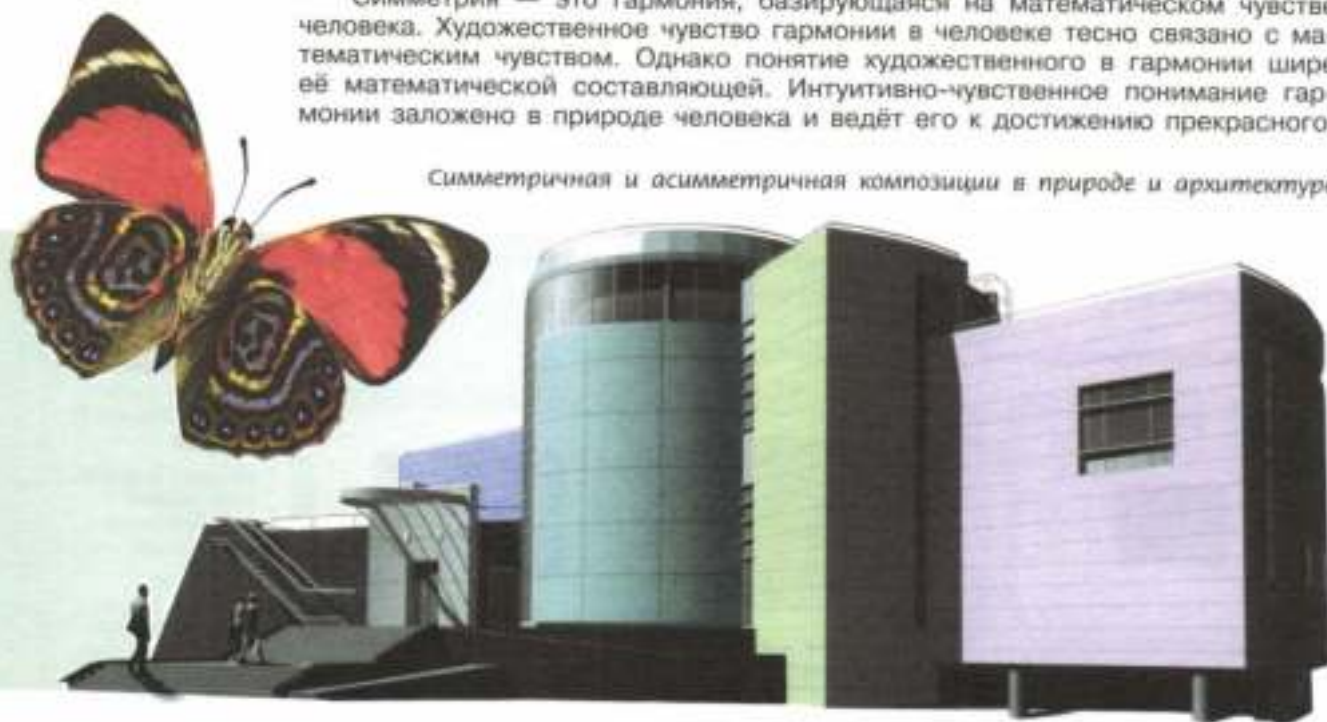 Симметрия — это гармония, базирующаяся на математическом чувстве
человека. Художественное чувство гармонии в человеке тесно связано с ма-
тематическим чувством. Однако понятие художественного в гармонии шире
её математической составляющей. Интуитивно-чувственное понимание гар-
монии заложено в природе человека и ведёт его к достижению прекрасного
Симметричная и асимметричная композиции в природе и архитектуре